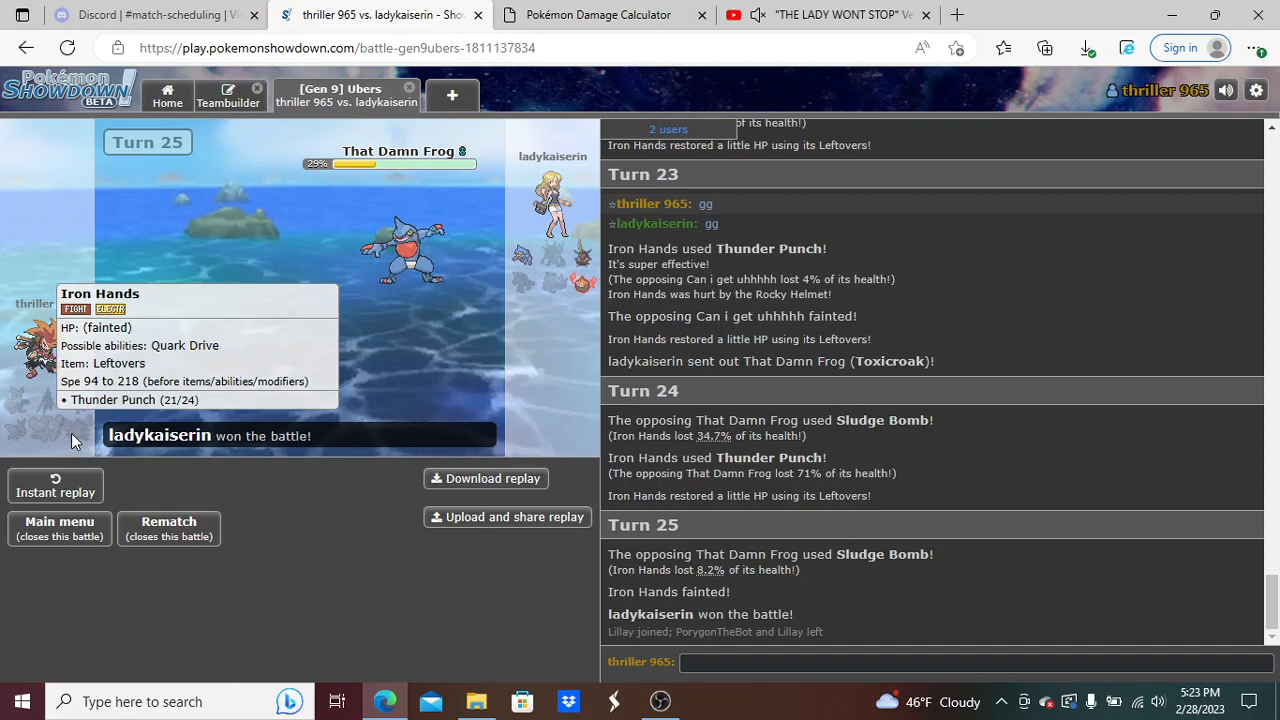 Discord | #match-scheduling | Vi
thriller 965 vs. ladykaiserin - Sho
Pokémon Damage Calculator
"THE LADY WONT STOP" Ve
https://play.pokemonshowdown.com/battle-gen9ubers-1811137834
Sign in
Pokémon SHOWDOWN! BETA
Home
Teambuilder
[Gen 9] Ubers
thriller 965 vs. ladykaiserin
thriller 965
Turn 25
That Damn Frog
29%
ladykaiserin
thriller
Iron Hands
FIGHT ELECTR
HP: (fainted)
Possible abilities: Quark Drive
Item: Leftovers
Spe 94 to 218 (before items/abilities/modifiers)
• Thunder Punch (21/24)
ladykaiserin won the battle!
Instant replay
Download replay
Upload and share replay
Main menu
(closes this battle)
Rematch
(closes this battle)
2 users
of its health!)
Iron Hands restored a little HP using its Leftovers!
Turn 23
☆thriller 965: gg
☆ladykaiserin: gg
Iron Hands used Thunder Punch!
It's super effective!
(The opposing Can i get uhhhhh lost 4% of its health!)
Iron Hands was hurt by the Rocky Helmet!
The opposing Can i get uhhhhh fainted!
Iron Hands restored a little HP using its Leftovers!
ladykaiserin sent out That Damn Frog (Toxicroak)!
Turn 24
The opposing That Damn Frog used Sludge Bomb!
(Iron Hands lost 34.7% of its health!)
Iron Hands used Thunder Punch!
(The opposing That Damn Frog lost 71% of its health!)
Iron Hands restored a little HP using its Leftovers!
Turn 25
The opposing That Damn Frog used Sludge Bomb!
(Iron Hands lost 8.2% of its health!)
Iron Hands fainted!
ladykaiserin won the battle!
Lillay joined; PorygonTheBot and Lillay left
thriller 965:
Type here to search
46°F Cloudy
5:23 PM
2/28/2023